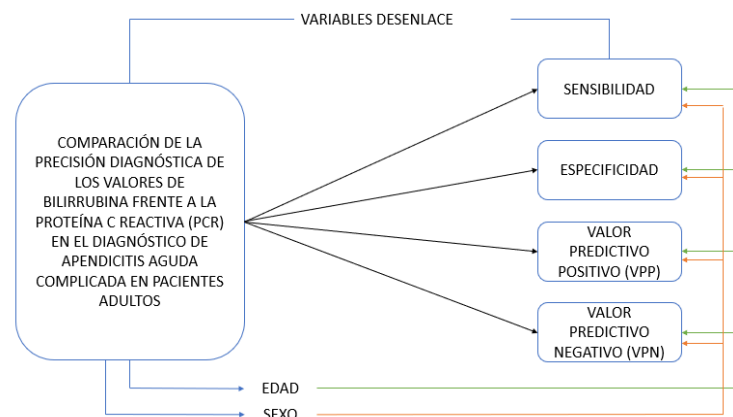 VARIABLES DESENLACE
COMPARACIÓN DE LA
PRECISIÓN DIAGNÓSTICA DE
LOS VALORES DE
BILIRRUBINA FRENTE A LA
PROTEÍNA C REACTIVA (PCR)
EN EL DIAGNÓSTICO DE
APENDICITIS AGUDA
COMPLICADA EN PACIENTES
ADULTOS
SENSIBILIDAD
ESPECIFICIDAD
VALOR
PREDICTIVO
POSITIVO (VPP)
VALOR
PREDICTIVO
NEGATIVO (VPN)
EDAD
SEXO